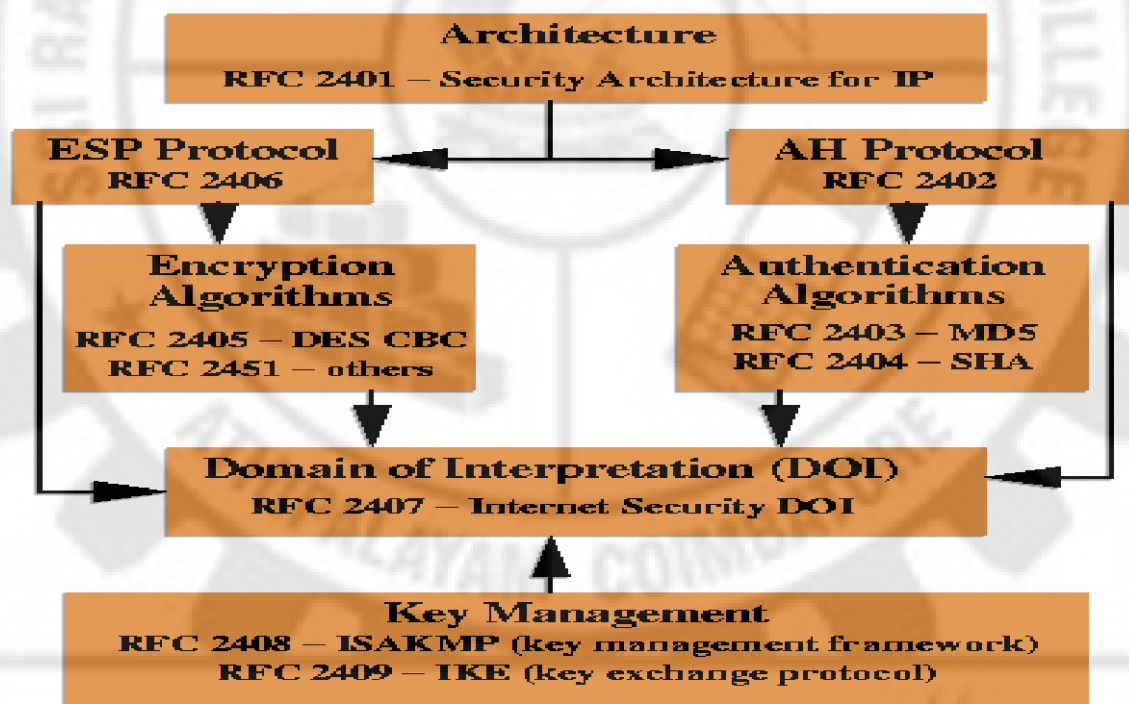 Architecture
RFC 2401 – Security Architecture for IP
ESP Protocol
RFC 2406
AH Protocol
RFC 2402
Encryption
Algorithms
RFC 2405 – DES CBC
RFC 2451 – others
Authentication
Algorithms
RFC 2403 – MD5
RFC 2404 – SHA
Domain of Interpretation (DOI)
RFC 2407 – Internet Security DOI
Key Management
RFC 2408 – ISAKMP (key management framework)
RFC 2409 – IKE (key exchange protocol)